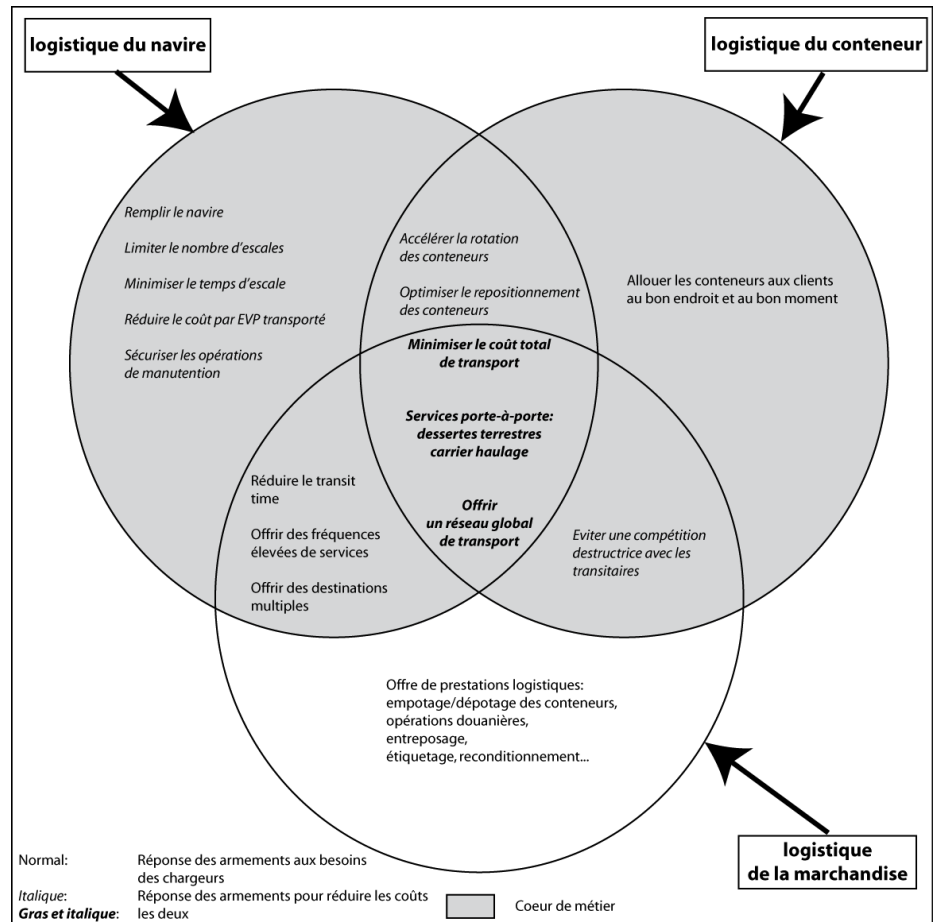 logistique du navire
logistique du conteneur
Remplir le navire
Limiter le nombre d'escales
Minimiser le temps d'escale
Réduire le coût par EVP transporté
Sécuriser les opérations
de manutention
Accélérer la rotation
des conteneurs
Optimiser le repositionnement
des conteneurs
Allouer les conteneurs aux clients
au bon endroit et au bon moment
Minimiser le coût total
de transport
Services porte-à-porte:
dessertes terrestres
carrier haulage
Offrir
un réseau global
de transport
Réduire le transit
time
Offrir des fréquences
élevées de services
Offrir des destinations
multiples
Eviter une compétition
destructrice avec les
transitaires
Offre de prestations logistiques:
empotage/dépotage des conteneurs,
opérations douanières,
entreposage,
étiquetage, reconditionnement...
logistique
de la marchandise
Normal: Réponse des armements aux besoins
des chargeurs
Italique: Réponse des armements pour réduire les coûts
Gras et italique: les deux
Coeur de métier